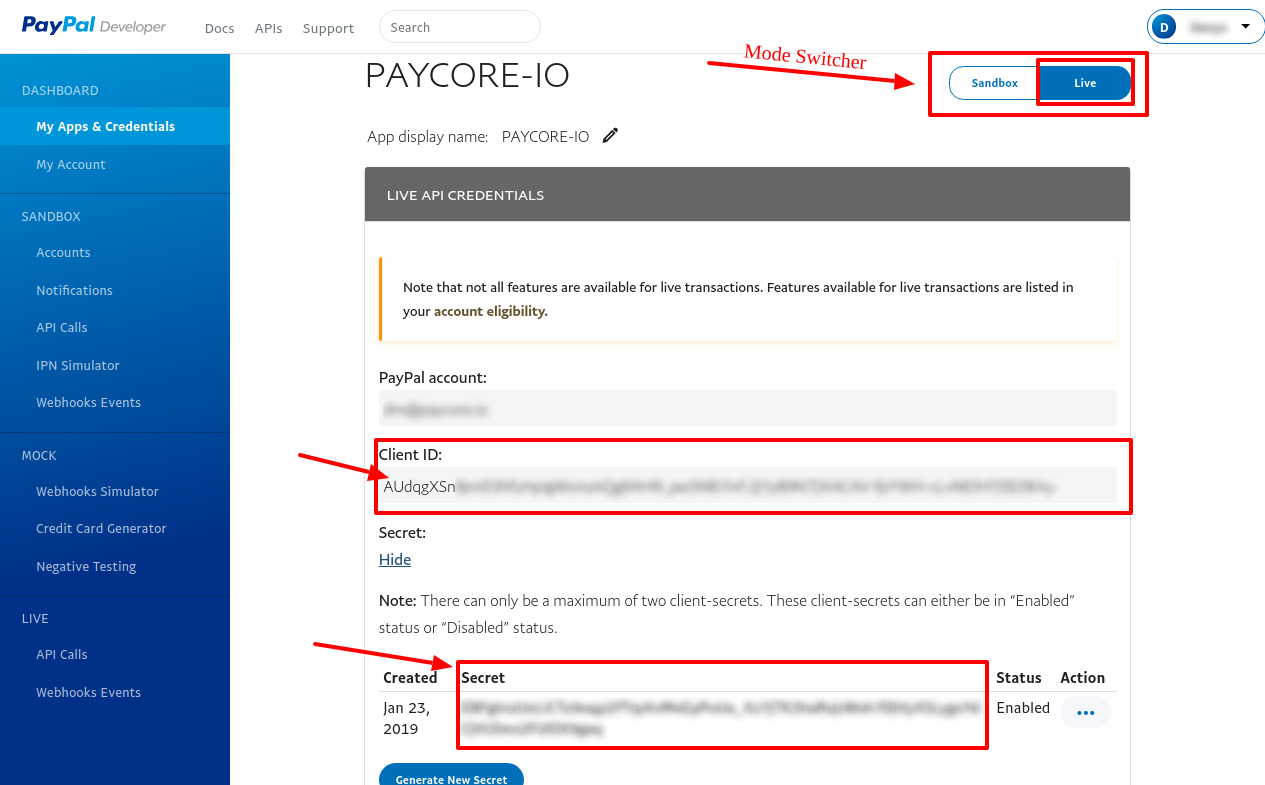 PayPal Developer
Docs APIs Support
Search
D
Mode Switcher
Sandbox Live
DASHBOARD
My Apps & Credentials
My Account
SANDBOX
Accounts
Notifications
API Calls
IPN Simulator
Webhooks Events
MOCK
Webhooks Simulator
Credit Card Generator
Negative Testing
LIVE
API Calls
Webhooks Events
PAYCORE-IO
App display name: PAYCORE-IO
LIVE API CREDENTIALS
Note that not all features are available for live transactions. Features available for live transactions are listed in
your account eligibility.
PayPal account:
Client ID:
AUdqgXSn
Secret:
Hide
Note: There can only be a maximum of two client-secrets. These client-secrets can either be in “Enabled”
status or “Disabled” status.
Created Secret Status Action
Jan 23, Enabled
2019
Generate New Secret